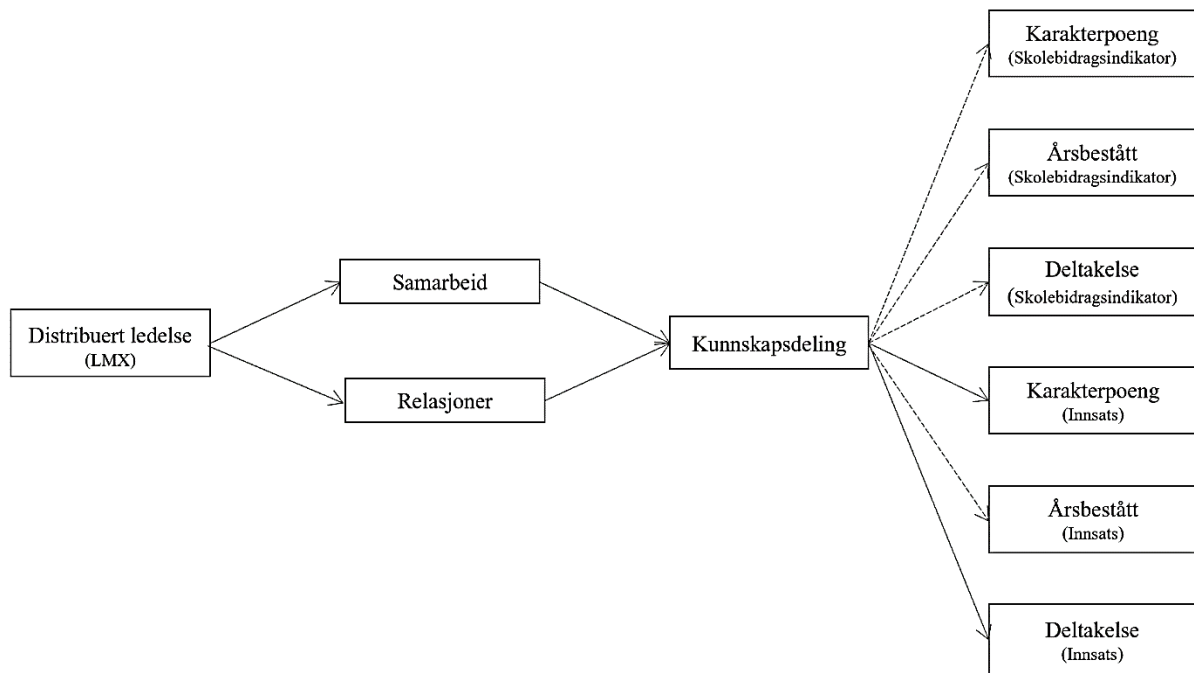 Distribuert ledelse
(LMX)
Samarbeid
Relasjoner
Kunnskapsdeling
Karakterpoeng
(Skolebidragsindikator)
Årsbestått
(Skolebidragsindikator)
Deltakelse
(Skolebidragsindikator)
Karakterpoeng
(Innsats)
Årsbestått
(Innsats)
Deltakelse
(Innsats)